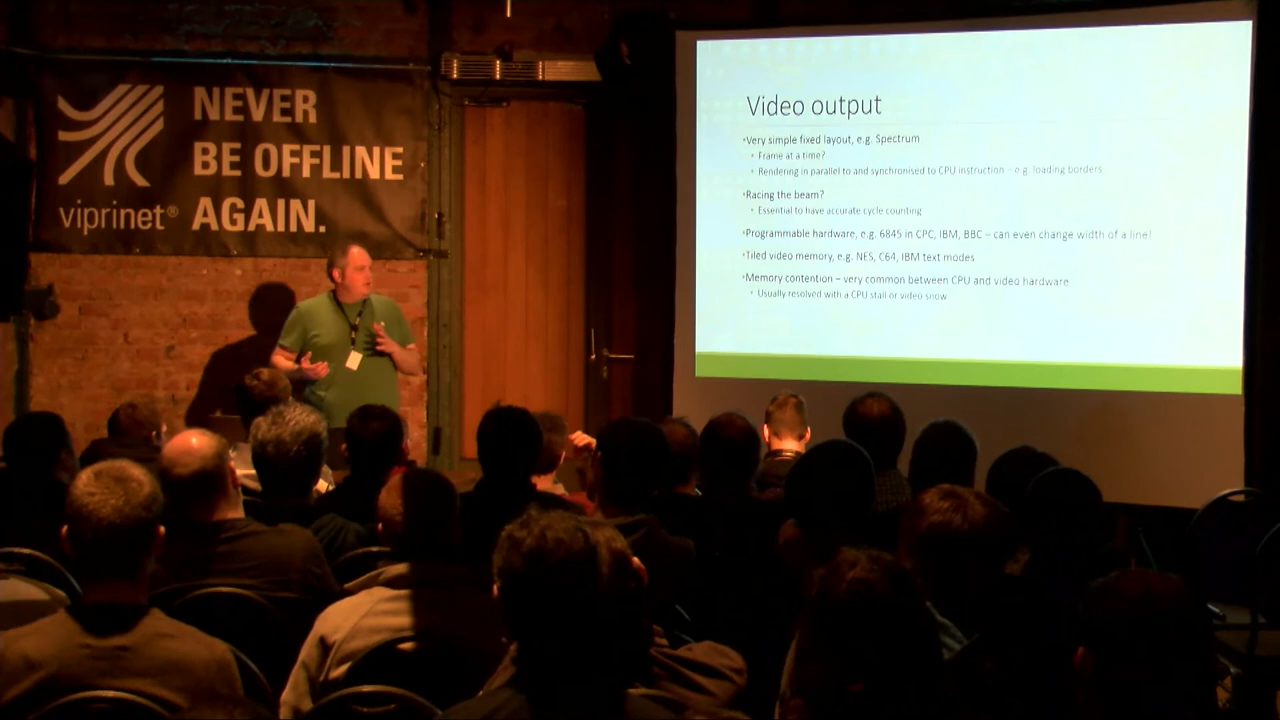 NEVER
BE OFFLINE
AGAIN.
viprinet®
Video output
Very simple fixed layout, e.g. Spectrum
Frame at a time?
Rendering in parallel to and synchronised to CPU instruction – e.g. loading borders
Racing the beam?
Essential to have accurate cycle counting
Programmable hardware, e.g. 6845 in CPC, IBM, BBC – can even change width of a line!
Tiled video memory, e.g. NES, C64, IBM text modes
Memory contention – very common between CPU and video hardware
Usually resolved with a CPU stall or video snow